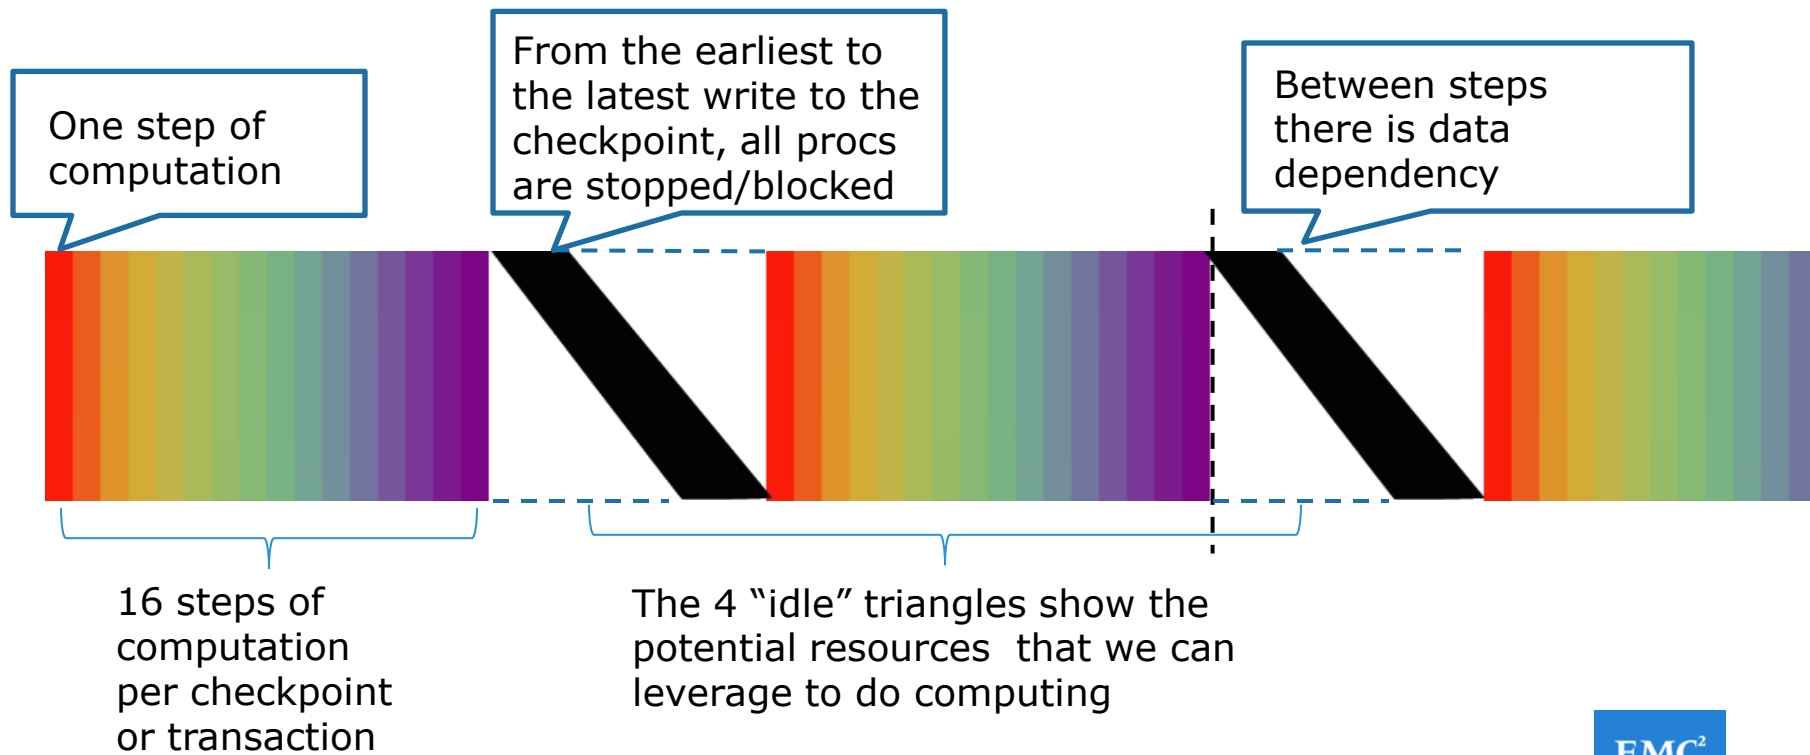 One step of
computation
From the earliest to
the latest write to the
checkpoint, all procs
are stopped/blocked
Between steps
there is data
dependency
16 steps of
computation
per checkpoint
or transaction
The 4 “idle” triangles show the
potential resources  that we can
leverage to do computing
EMC²